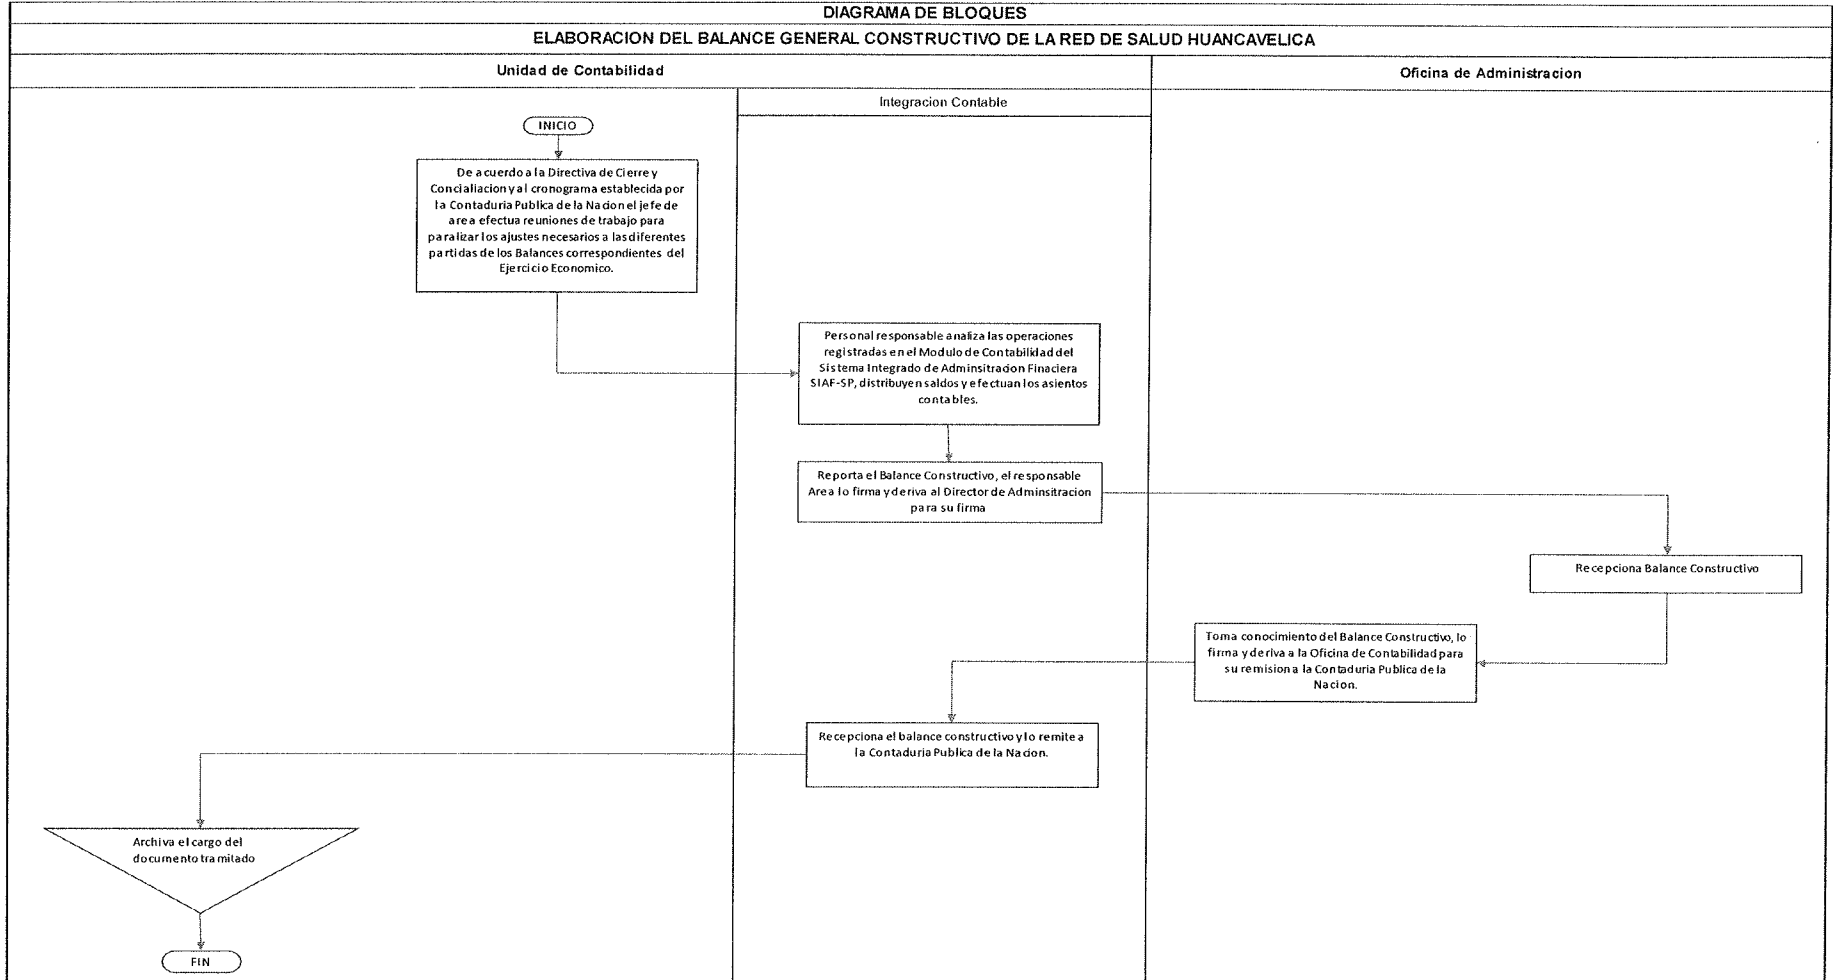 DIAGRAMA DE BLOQUES
ELABORACION DEL BALANCE GENERAL CONSTRUCTIVO DE LA RED DE SALUD HUANCAVELICA
Unidad de Contabilidad
Oficina de Administracion
Integracion Contable
INICIO
De acuerdo a la Directiva de Cierre y
Concialiacion y al cronograma establecida por
la Contaduria Publica de la Nacion el jefe de
area efectua reuniones de trabajo para
paralizar los ajustes necesarios a las diferentes
partidas de los Balances correspondientes del
Ejercicio Economico.
Personal responsable analiza las operaciones
registradas en el Modulo de Contabilidad del
Sistema Integrado de Adminsitracion Finaciera
SIAF-SP, distribuyen saldos y efectuan los asientos
contables.
Reporta el Balance Constructivo, el responsable
Area lo firma y deriva al Director de Adminsitracion
para su firma
Recepciona Balance Constructivo
Toma conocimiento del Balance Constructivo, lo
firma y deriva a la Oficina de Contabilidad para
su remision a la Contaduria Publica de la
Nacion.
Recepciona el balance constructivo y lo remite a
la Contaduria Publica de la Nacion.
Archiva el cargo del
documento tramitado
FIN